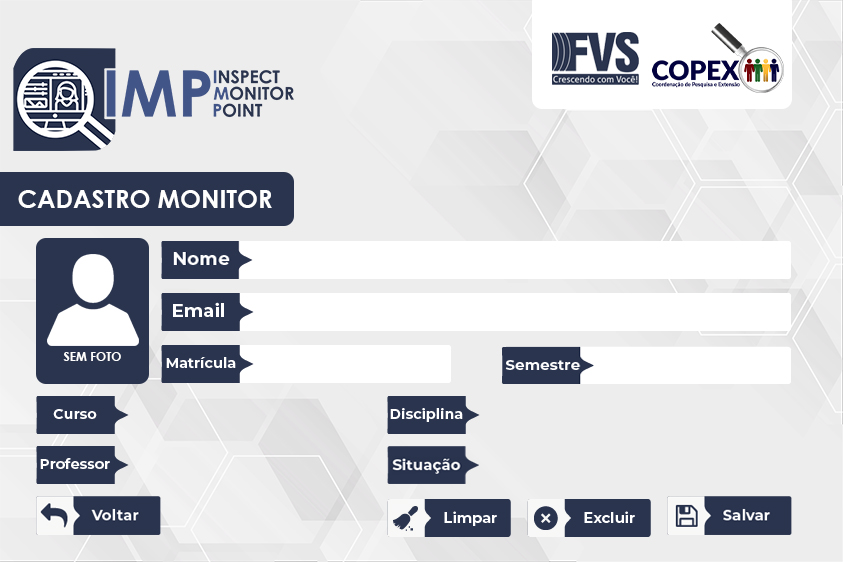 IMP INSPECT
MONITOR
POINT
FVS
Crescendo com Você!
COPEX
Coordenação de Pesquisa e Extensão
CADASTRO MONITOR
SEM FOTO
Nome
Email
Matrícula
Semestre
Curso
Disciplina
Professor
Situação
Voltar
Limpar
Excluir
Salvar